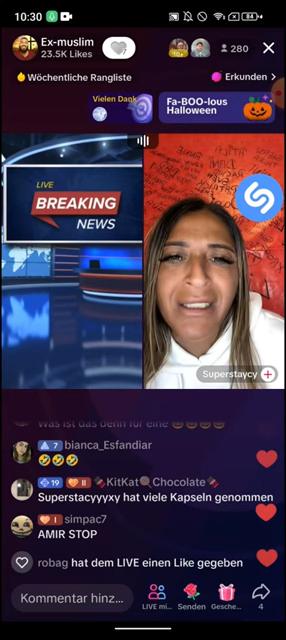 10:30
84
Ex-muslim
23.5K Likes
280
Wöchentliche Rangliste
Erkunden >
Vielen Dank
Fa-BOO-lous
Halloween
LIVE
BREAKING
NEWS
Superstaycy +
Was ist das denn für eine
7 bianca_Esfandiar
🤣🤣🤣
19 II 🍫KitKat🍭Chocolate🍫
Superstacyyyxy hat viele Kapseln genommen
I simpac7
AMIR STOP
robag hat dem LIVE einen Like gegeben
Kommentar hinz...
LIVE mi...
Senden
Gesche...
4